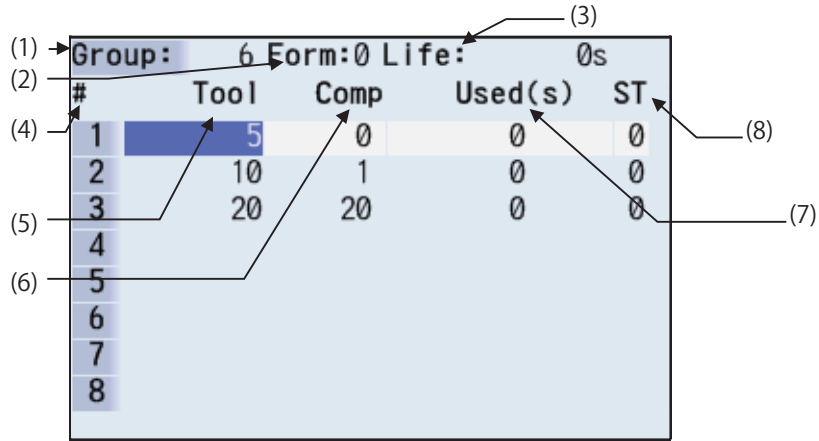 (3)
(1) Group: 6 Form:0 Life: 0s
(2)
# Tool Comp Used(s) ST
(4) 1 5 0 0 0 (8)
2 10 1 0 0
(5) 3 20 20 0 0 (7)
4
(6) 5
6
7
8